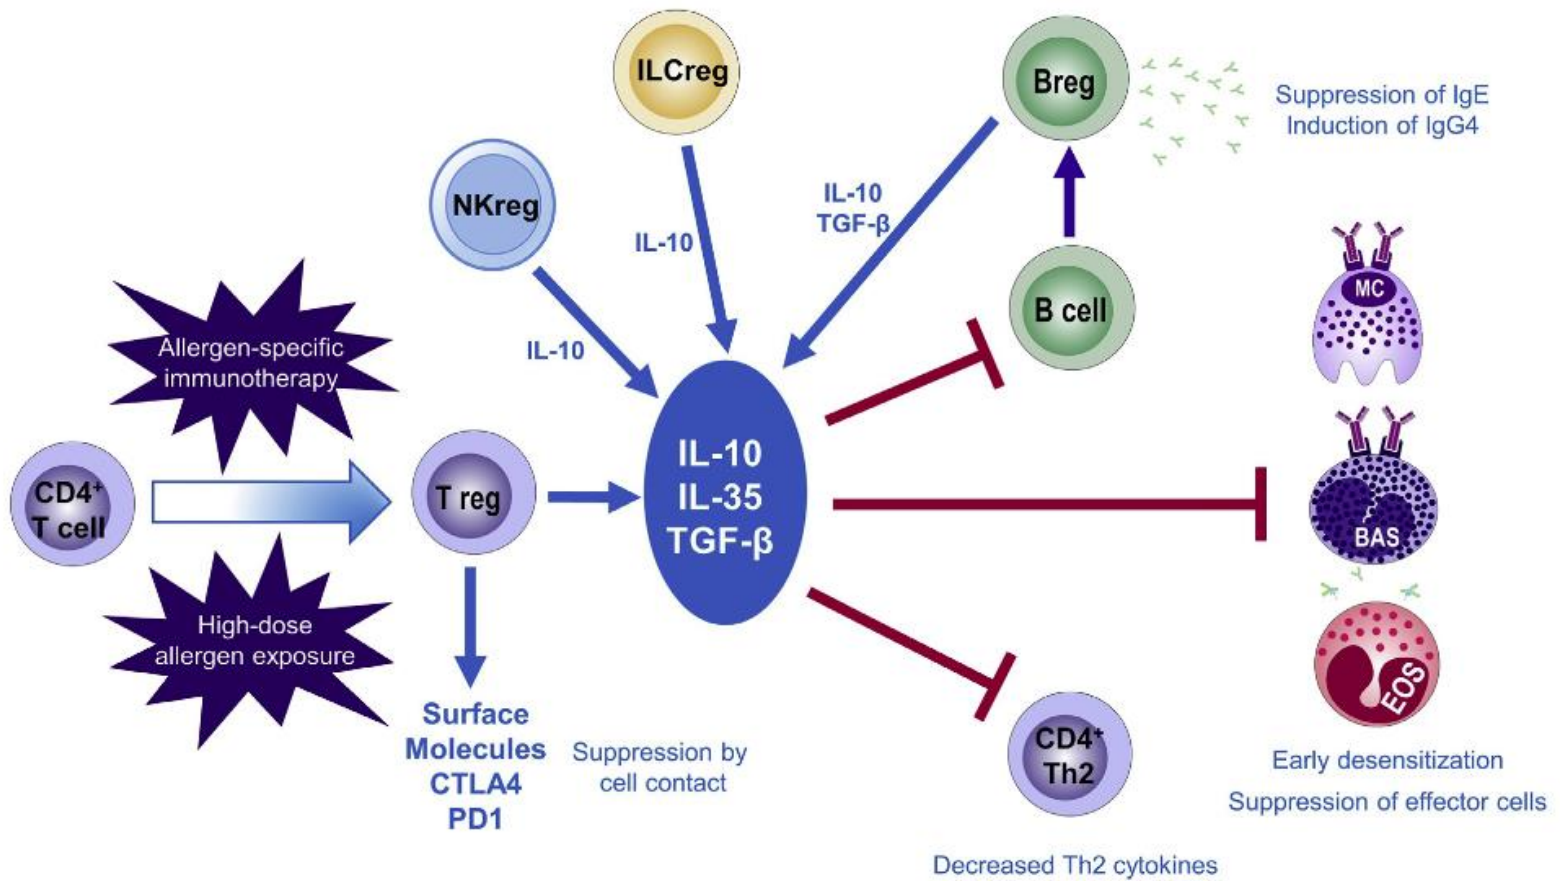 ILCreg
Breg
Suppression of IgE
Induction of IgG4
NKreg
IL-10
TGF-β
IL-10
B cell
MC
IL-10
Allergen-specific
immunotherapy
CD4⁺
T cell
T reg
IL-10
IL-35
TGF-β
BAS
High-dose
allergen exposure
EOS
Surface
Molecules
CTLA4
PD1
Suppression by
cell contact
CD4⁺
Th2
Early desensitization
Suppression of effector cells
Decreased Th2 cytokines